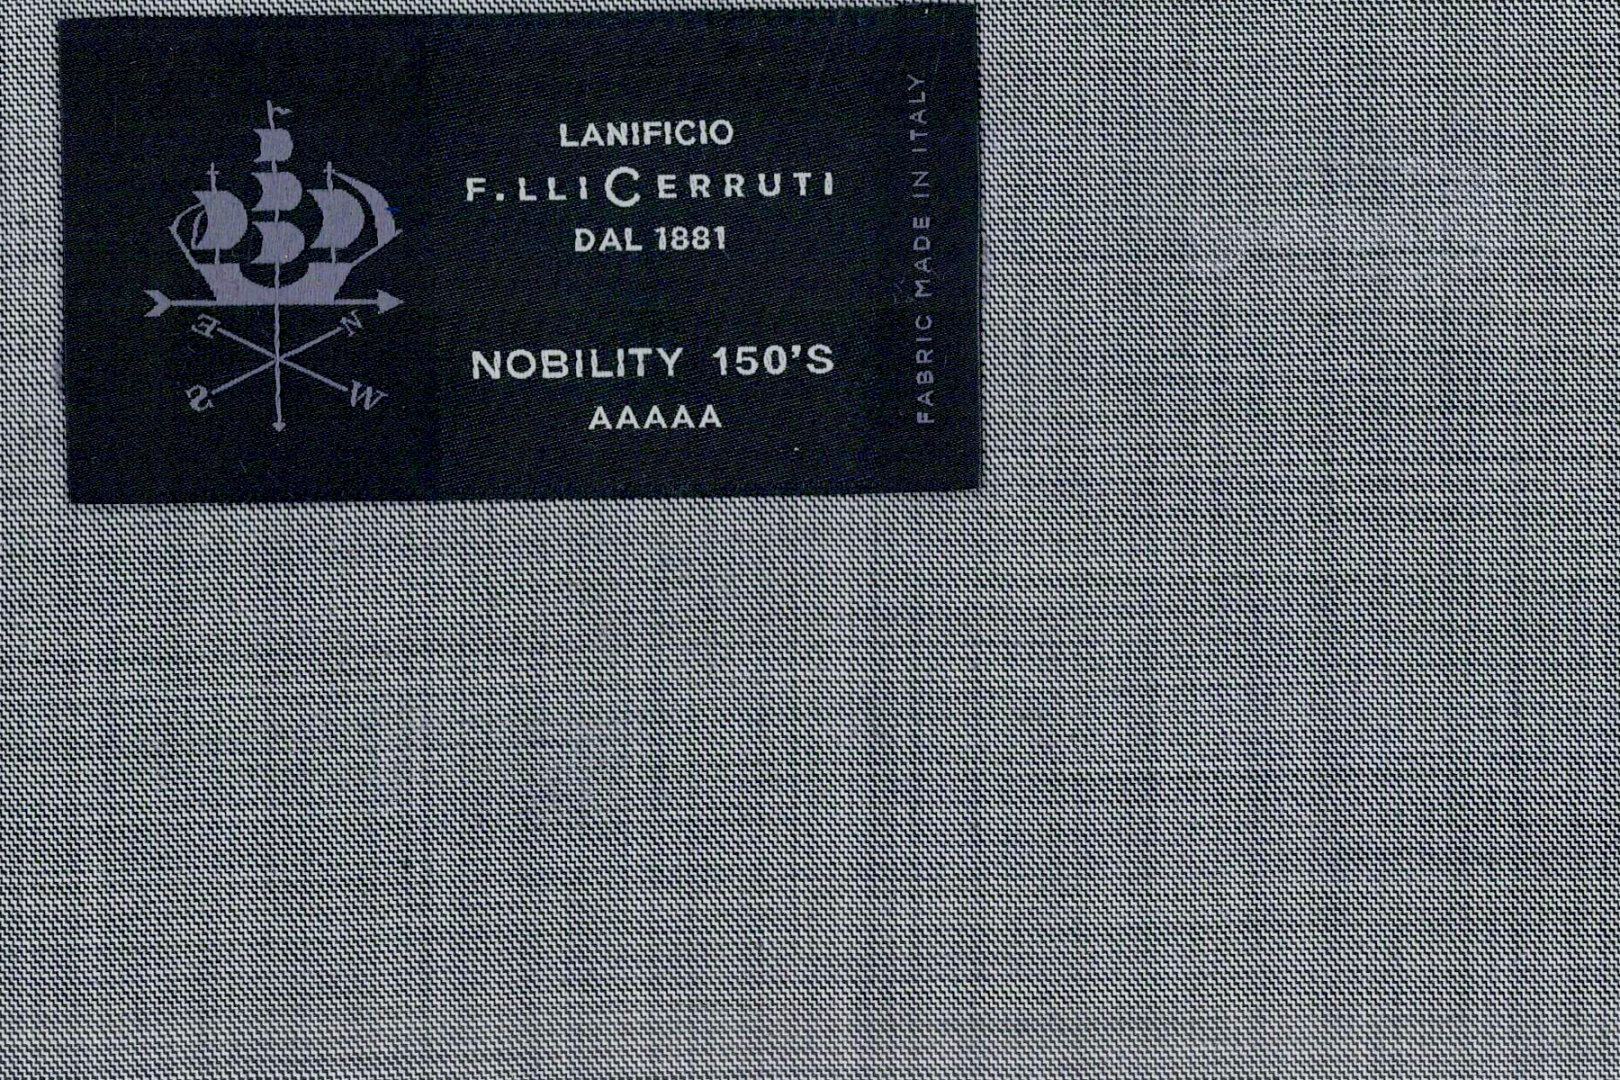 LANIFICIO
F.LLI CERRUTI
DAL 1881
NOBILITY 150'S
AAAAA
FABRIC MADE IN ITALY
N
E
S
W